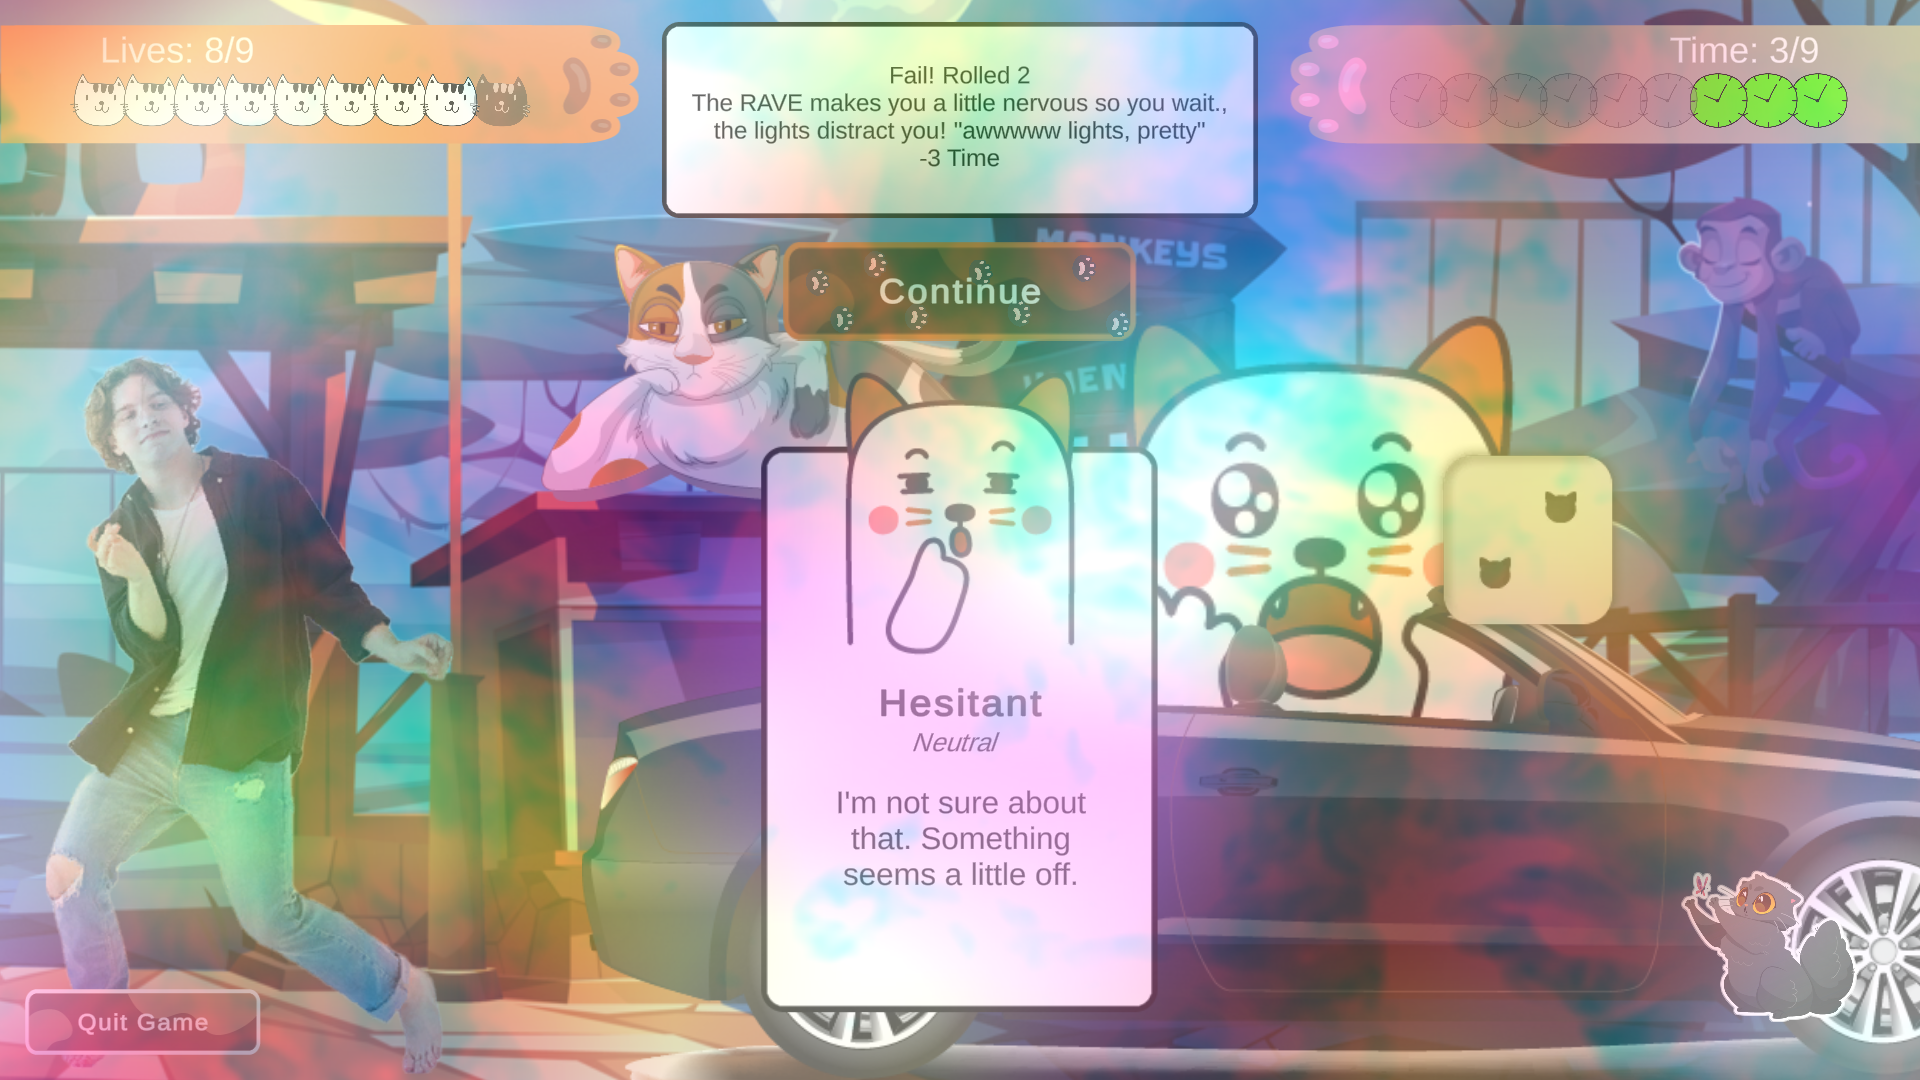 Lives: 8/9
Fail! Rolled 2
The RAVE makes you a little nervous so you wait.,
the lights distract you! "awwwww lights, pretty"
-3 Time
Time: 3/9
MONKEYS
Continue
Hesitant
Neutral
I'm not sure about
that. Something
seems a little off.
Quit Game